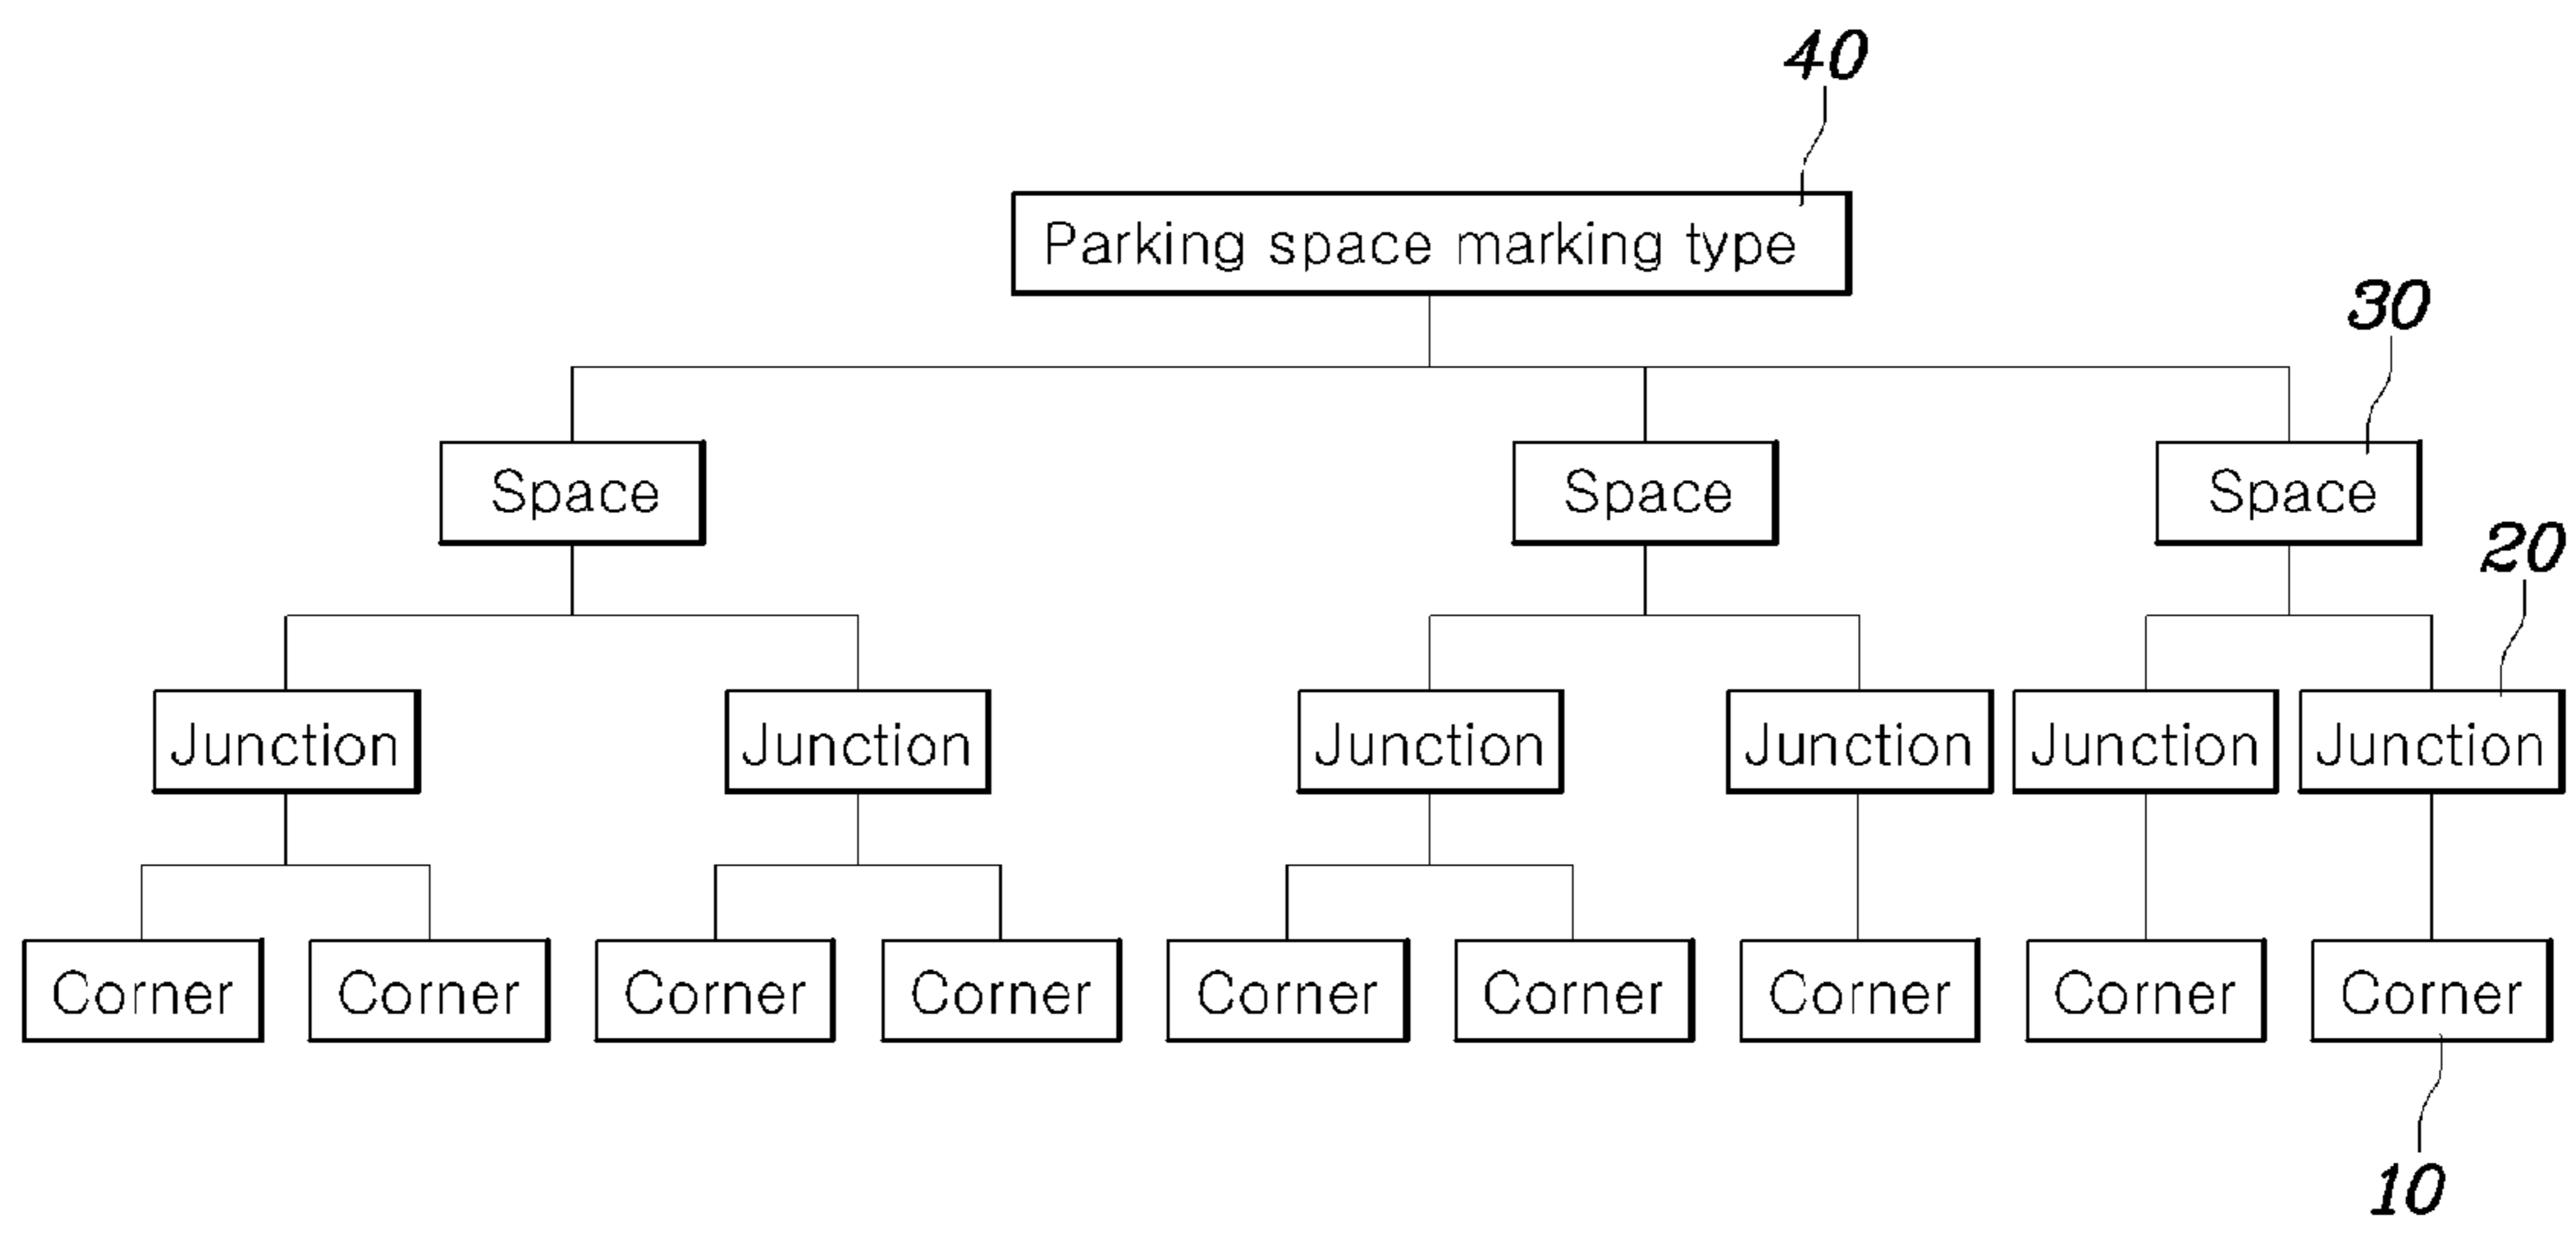 40
Parking space marking type
30
Space Space Space
20
Junction Junction Junction Junction Junction Junction
Corner Corner Corner Corner Corner Corner Corner Corner Corner
10